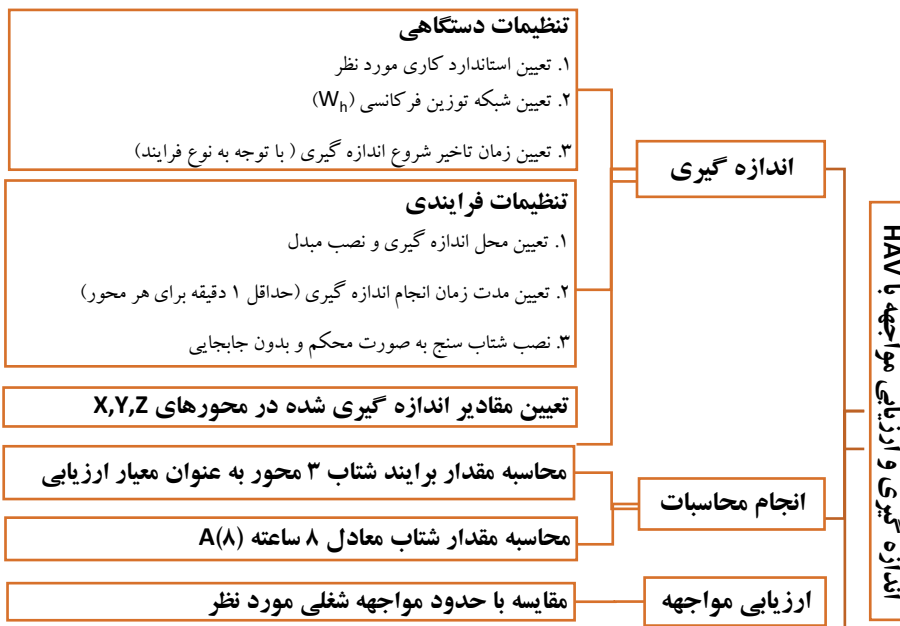 اندازه گیری و ارزیابی مواجهه با HAV
اندازه گیری
تنظیمات دستگاهی
۱. تعیین استاندارد کاری مورد نظر
۲. تعیین شبکه توزین فرکانسی (Wh)
۳. تعیین زمان تاخیر شروع اندازه گیری ( با توجه به نوع فرایند)
تنظیمات فرایندی
۱. تعیین محل اندازه گیری و نصب مبدل
۲. تعیین مدت زمان انجام اندازه گیری (حداقل ۱ دقیقه برای هر محور)
۳. نصب شتاب سنج به صورت محکم و بدون جابجایی
تعیین مقادیر اندازه گیری شده در محورهای X,Y,Z
انجام محاسبات
محاسبه مقدار برایند شتاب ۳ محور به عنوان معیار ارزیابی
محاسبه مقدار شتاب معادل ۸ ساعته A(۸)
ارزیابی مواجهه
مقایسه با حدود مواجهه شغلی مورد نظر